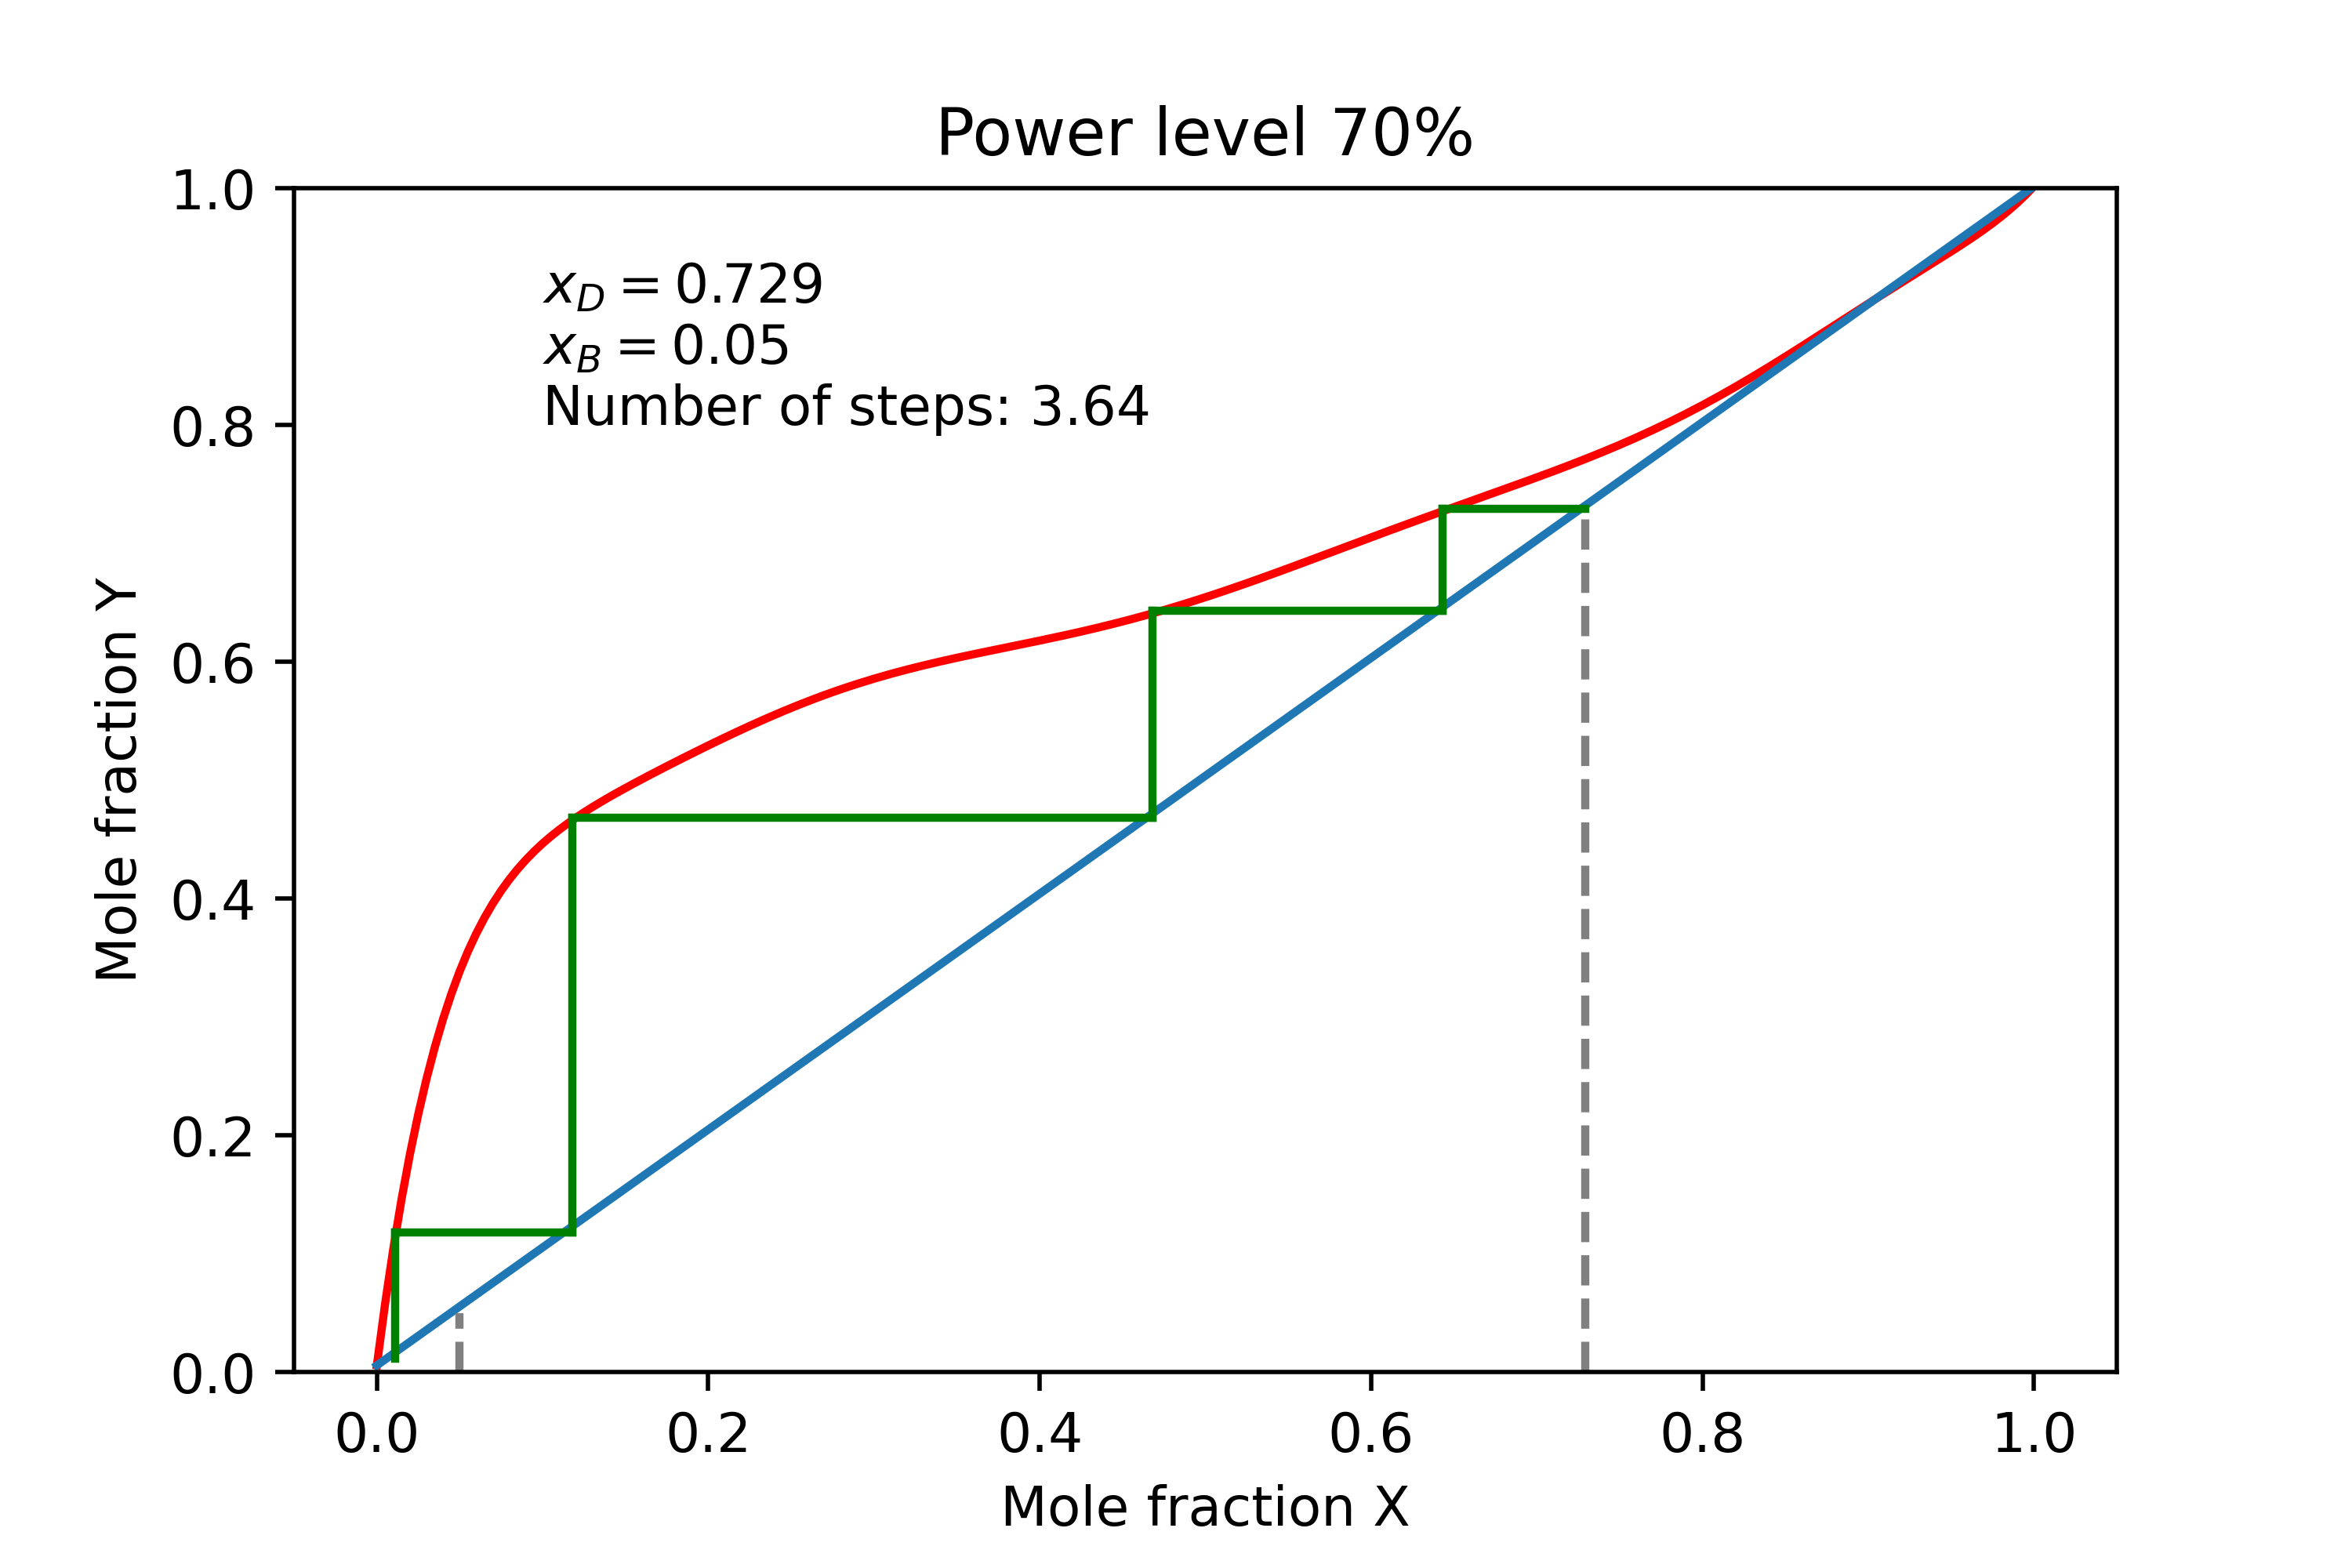 Power level 70%
1.0
x_D = 0.729
x_B = 0.05
Number of steps: 3.64
0.8
0.6
0.4
0.2
0.0
Mole fraction Y
0.0 0.2 0.4 0.6 0.8 1.0
Mole fraction X